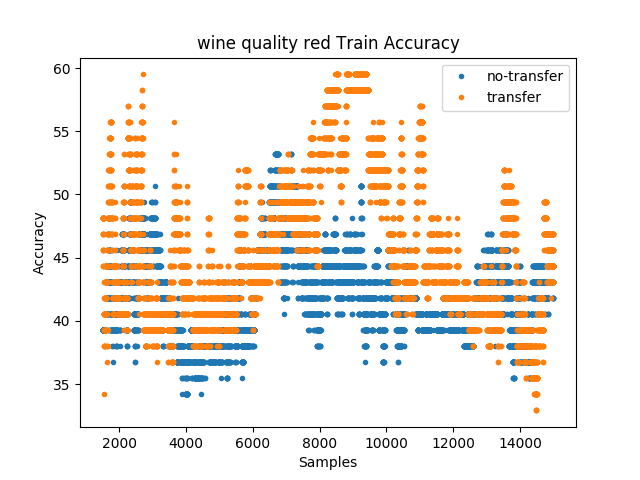 wine quality red Train Accuracy
no-transfer
transfer
Accuracy
60
55
50
45
40
35
2000 4000 6000 8000 10000 12000 14000
Samples